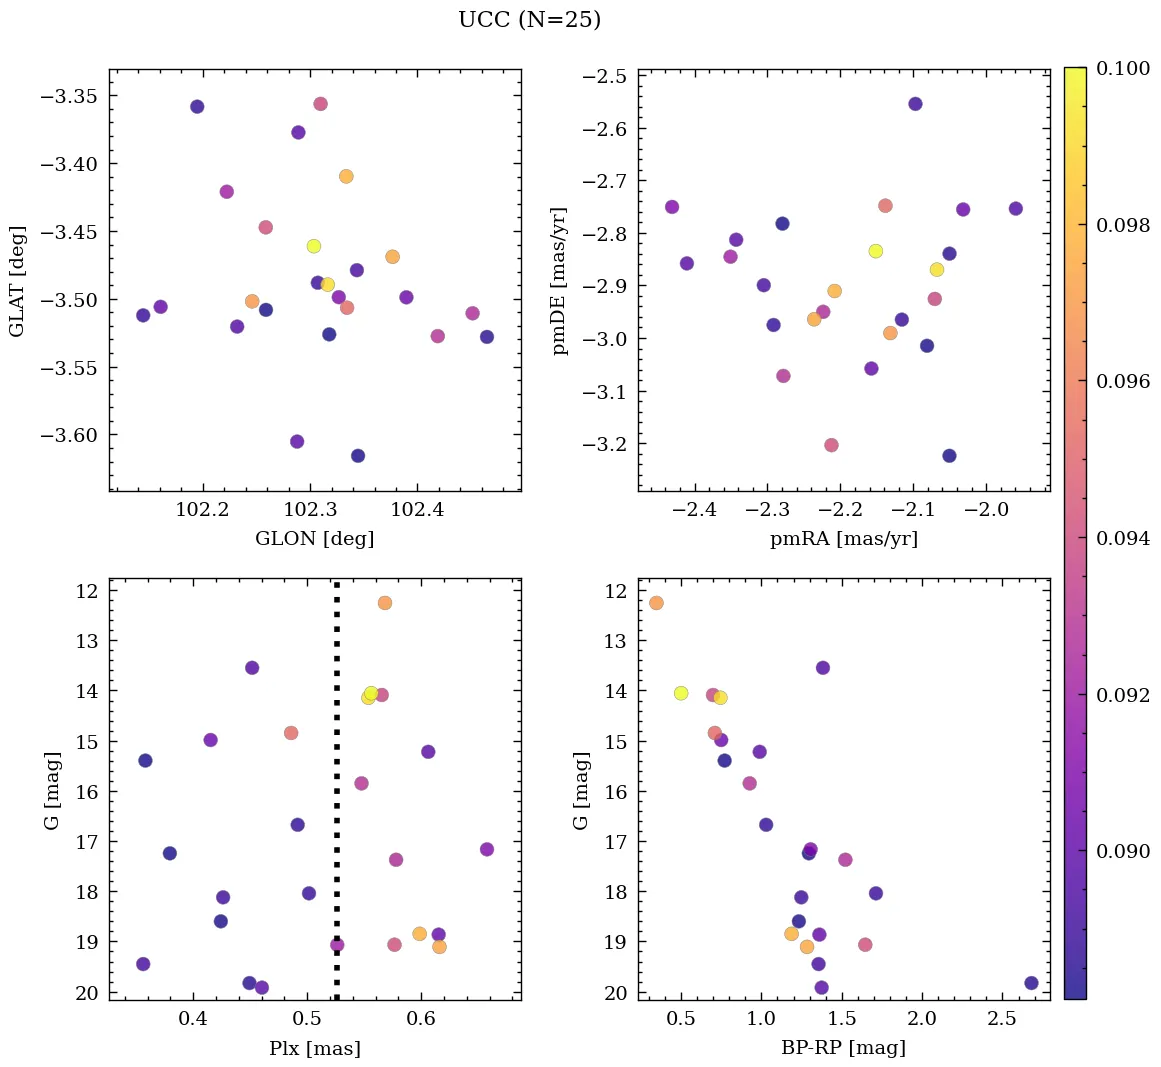 UCC (N=25)
−3.35
−3.40
−3.45
−3.50
−3.55
−3.60
GLAT [deg]
102.2 102.3 102.4
GLON [deg]
−2.5
−2.6
−2.7
−2.8
−2.9
−3.0
−3.1
−3.2
pmDE [mas/yr]
−2.4 −2.3 −2.2 −2.1 −2.0
pmRA [mas/yr]
12
13
14
15
16
17
18
19
20
G [mag]
0.4 0.5 0.6
Plx [mas]
12
13
14
15
16
17
18
19
20
G [mag]
0.5 1.0 1.5 2.0 2.5
BP-RP [mag]
0.100
0.098
0.096
0.094
0.092
0.090